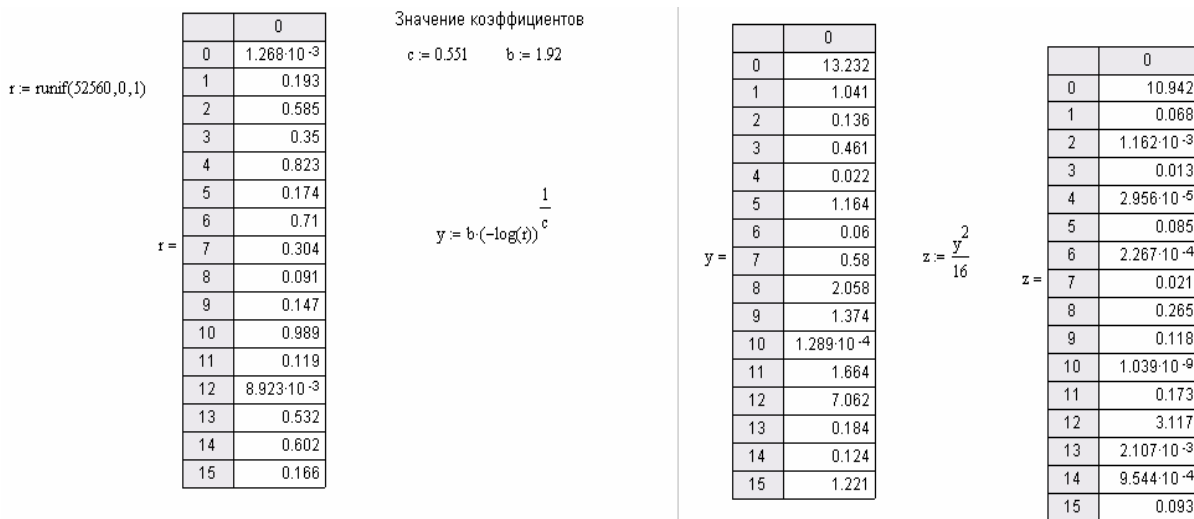 Значение коэффициентов
c := 0.551 b := 1.92
r := runif(52560,0,1)
r =
0
0 1.268·10 -3
1 0.193
2 0.585
3 0.35
4 0.823
5 0.174
6 0.71
7 0.304
8 0.091
9 0.147
10 0.989
11 0.119
12 8.923·10 -3
13 0.532
14 0.602
15 0.166
y := b·(−log(r))^(1/c)
y =
0
0 13.232
1 1.041
2 0.136
3 0.461
4 0.022
5 1.164
6 0.06
7 0.58
8 2.058
9 1.374
10 1.289·10 -4
11 1.664
12 7.062
13 0.184
14 0.124
15 1.221
z := y^2/16
z =
0
0 10.942
1 0.068
2 1.162·10 -3
3 0.013
4 2.956·10 -5
5 0.085
6 2.267·10 -4
7 0.021
8 0.265
9 0.118
10 1.039·10 -9
11 0.173
12 3.117
13 2.107·10 -3
14 9.544·10 -4
15 0.093